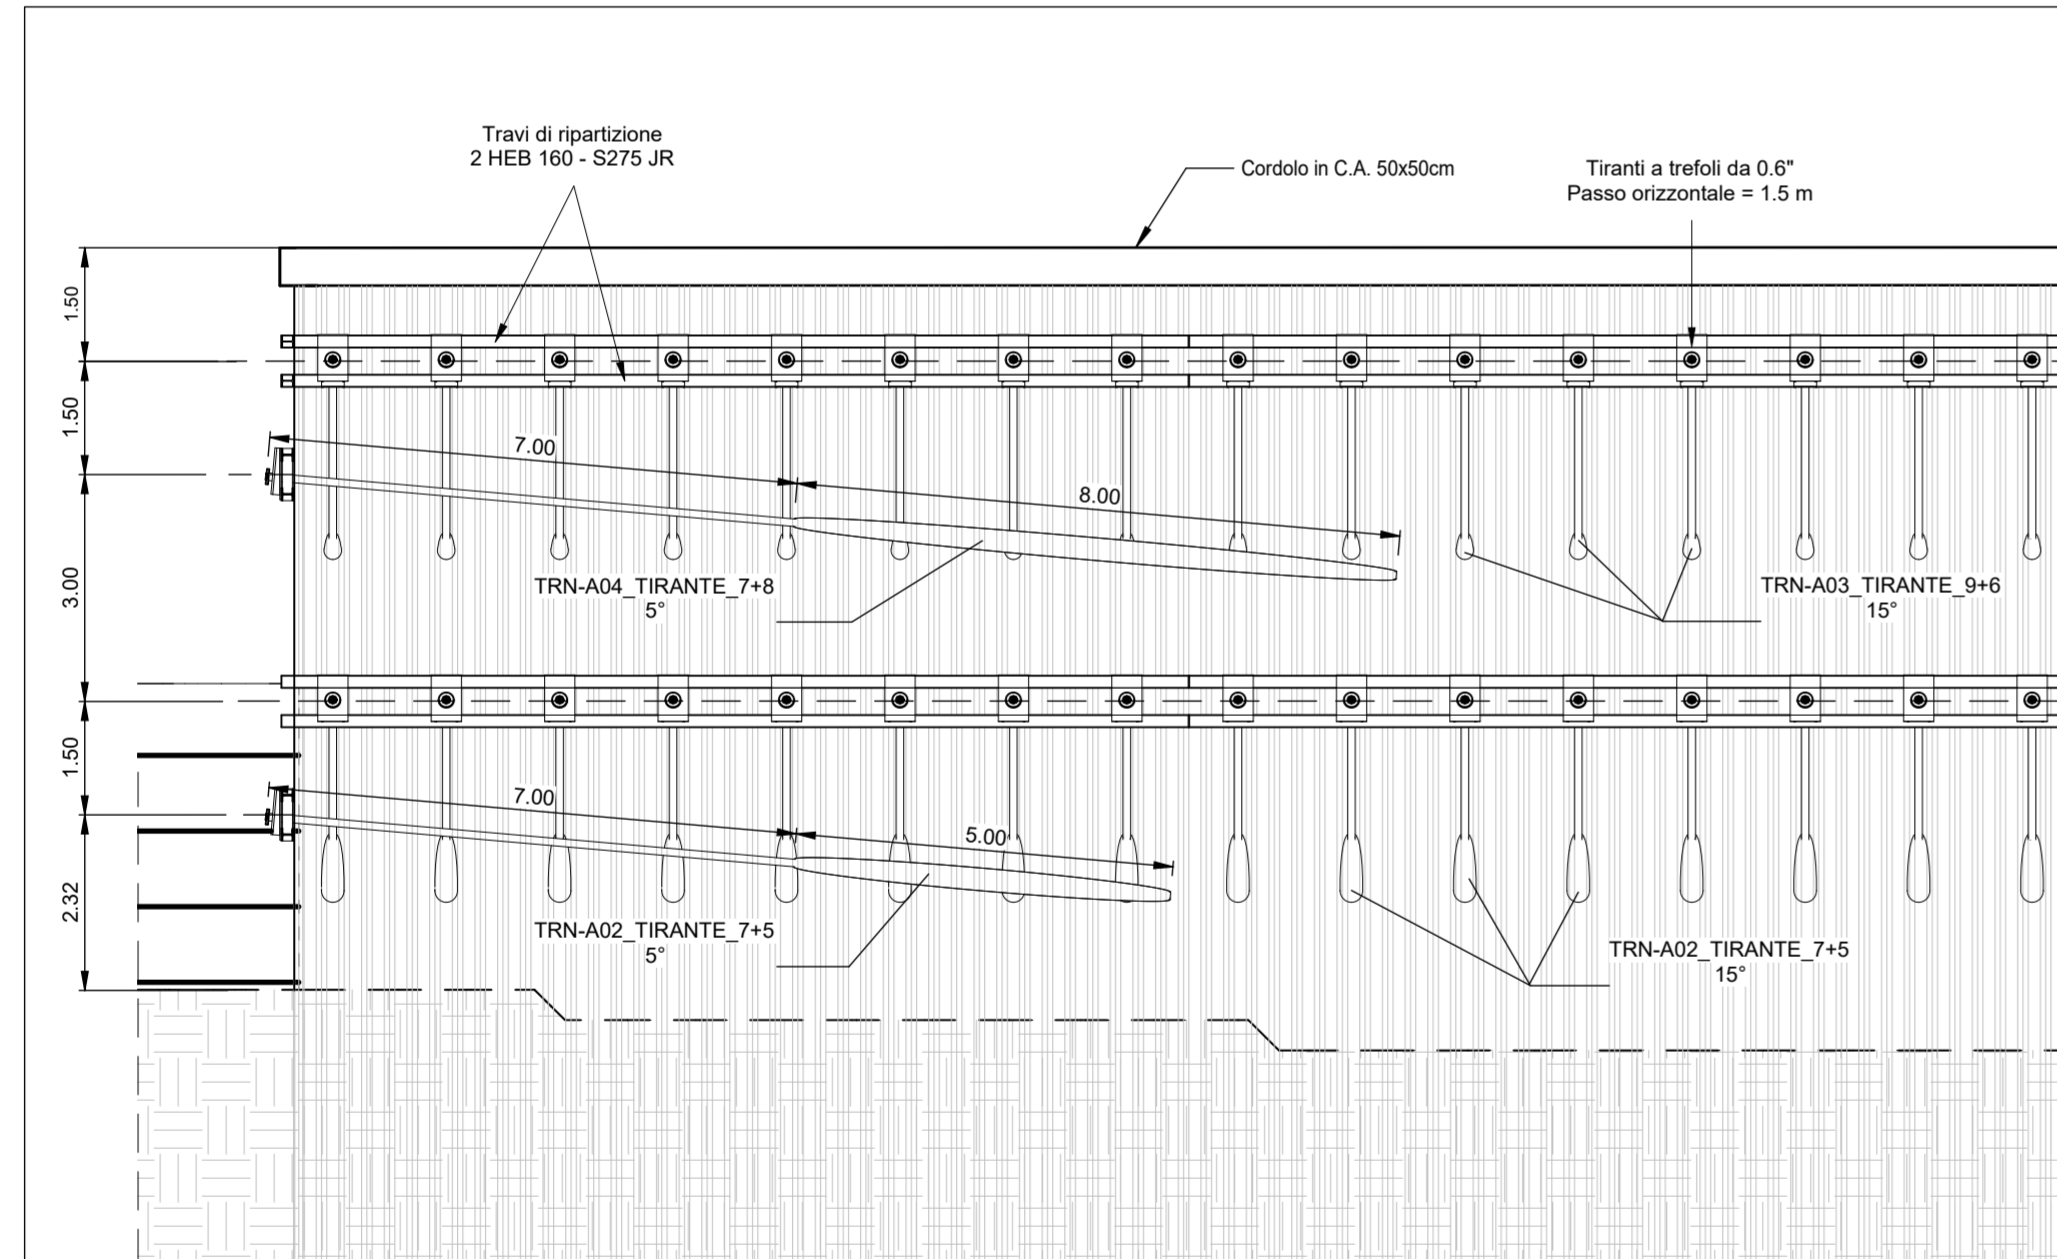 Travi di ripartizione
2 HEB 160 - S275 JR
Cordolo in C.A. 50x50cm
Tiranti a trefoli da 0.6"
Passo orizzontale = 1.5 m
1.50
1.50
7.00
8.00
3.00
TRN-A04_TIRANTE_7+8
5°
TRN-A03_TIRANTE_9+6
15°
1.50
7.00
5.00
2.32
TRN-A02_TIRANTE_7+5
5°
TRN-A02_TIRANTE_7+5
15°